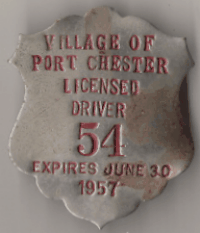 VILLAGE OF
PORT CHESTER
LICENSED
DRIVER
54
EXPIRES JUNE 30
1957